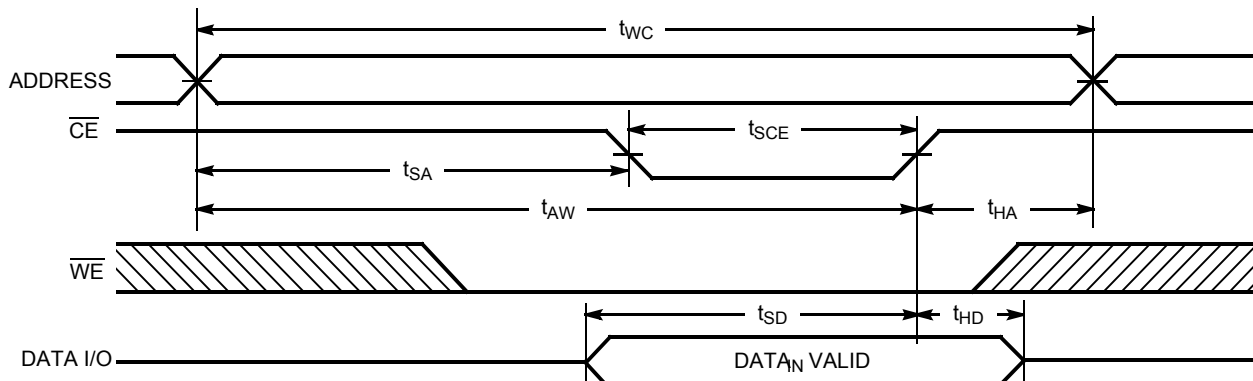 tWC
ADDRESS
CE
tSCE
tSA
tAW
tHA
WE
tSD
tHD
DATA I/O
DATAIN VALID